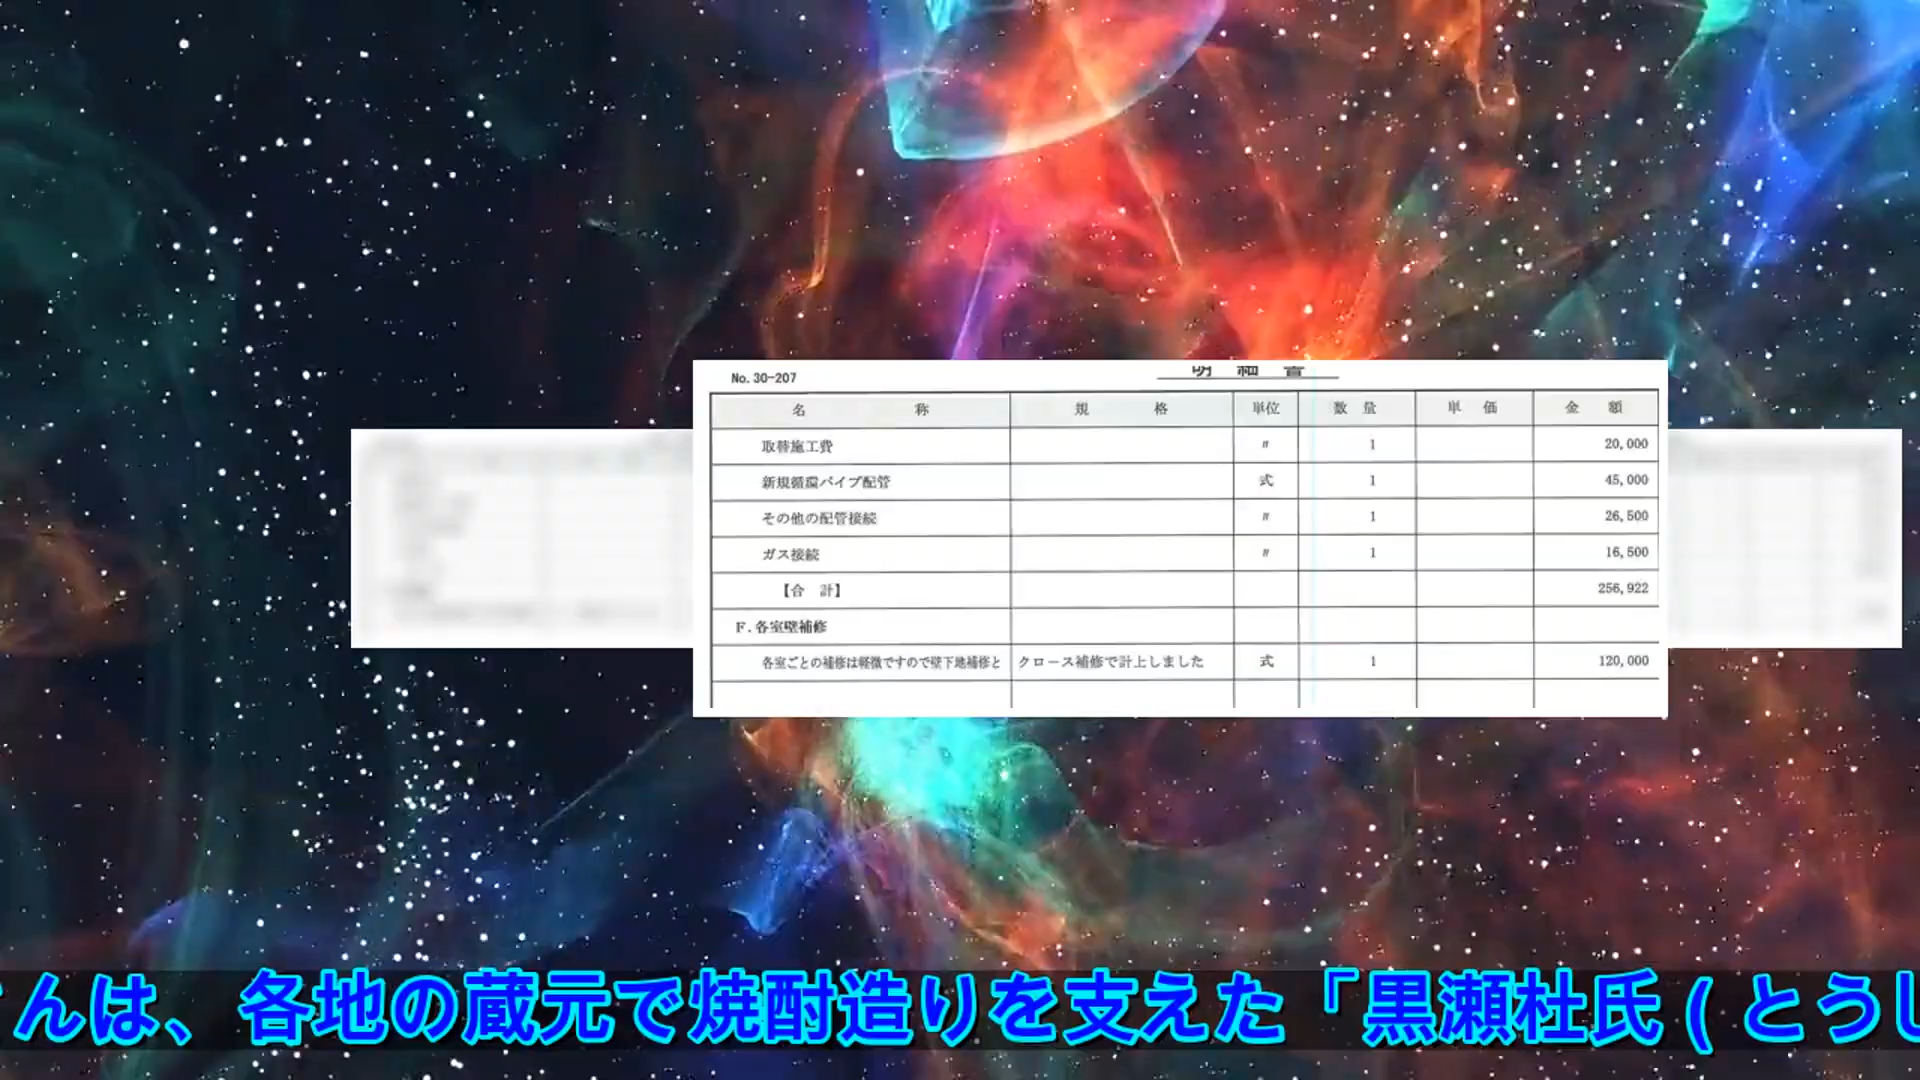 No. 30-207
明細書
名称 規格 単位 数量 単価 金額
取替施工費 〃 1 20,000
新規循環パイプ配管 式 1 45,000
その他の配管接続 〃 1 26,500
ガス接続 〃 1 16,500
【合 計】 256,922
F. 各室壁補修
各室ごとの補修は軽微ですので壁下地補修と クロース補修で計上しました 式 1 120,000
んは、各地の蔵元で焼酎造りを支えた「黒瀬杜氏(とうし